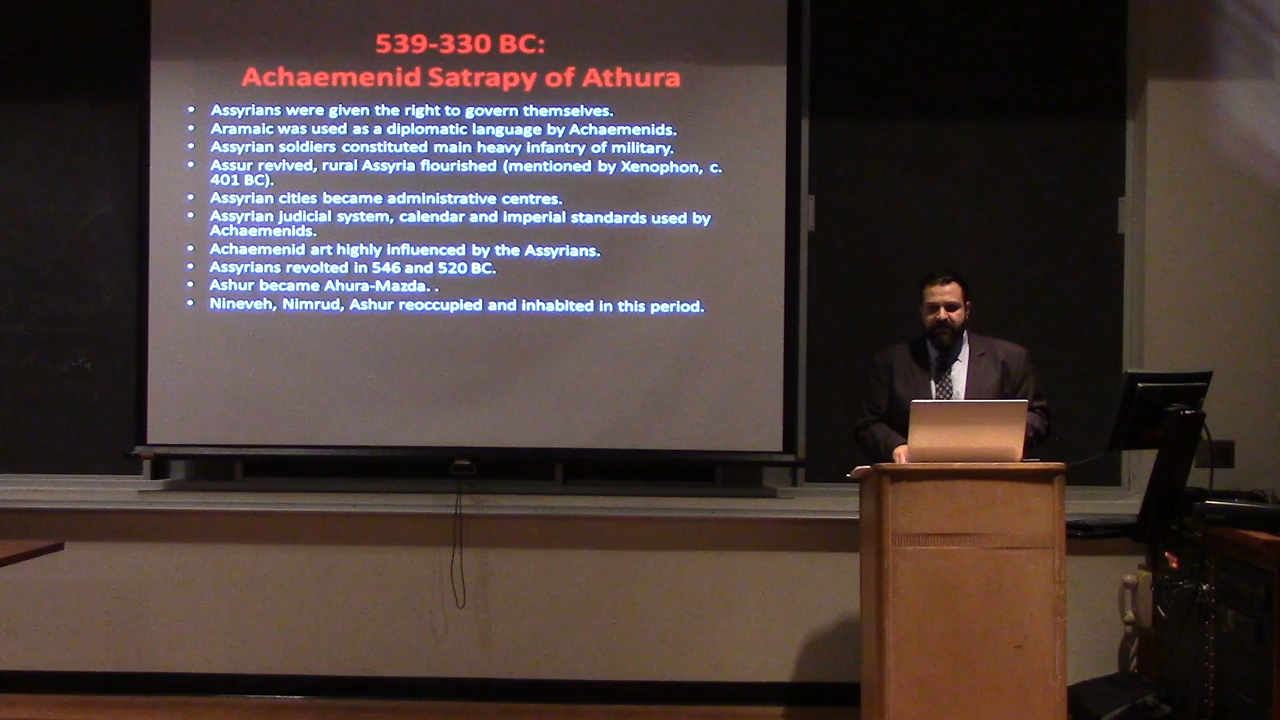 539-330 BC:
Achaemenid Satrapy of Athura
• Assyrians were given the right to govern themselves.
• Aramaic was used as a diplomatic language by Achaemenids.
• Assyrian soldiers constituted main heavy infantry of military.
• Assur revived, rural Assyria flourished (mentioned by Xenophon, c.
401 BC).
• Assyrian cities became administrative centres.
• Assyrian judicial system, calendar and imperial standards used by
Achaemenids.
• Achaemenid art highly influenced by the Assyrians.
• Assyrians revolted in 546 and 520 BC.
• Ashur became Ahura-Mazda. .
• Nineveh, Nimrud, Ashur reoccupied and inhabited in this period.